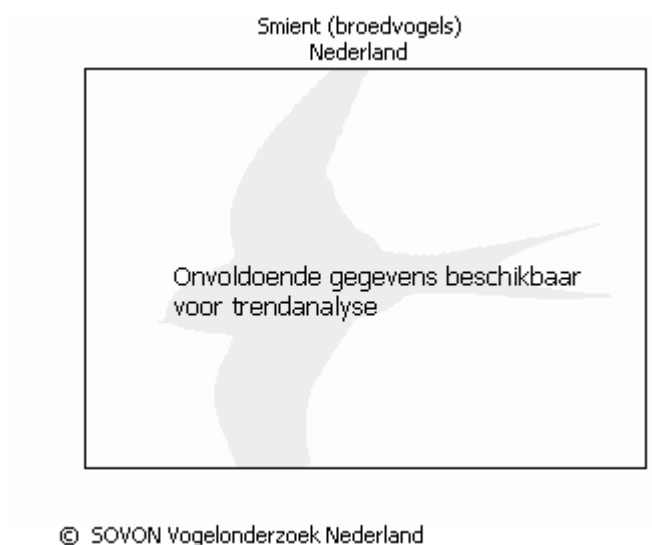 Smient (broedvogels)
Nederland
Onvoldoende gegevens beschikbaar
voor trendanalyse
© SOVON Vogelonderzoek Nederland